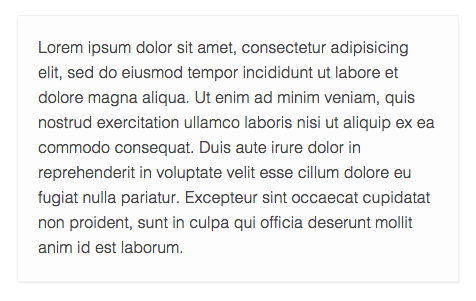 Lorem ipsum dolor sit amet, consectetur adipisicing
elit, sed do eiusmod tempor incididunt ut labore et
dolore magna aliqua. Ut enim ad minim veniam, quis
nostrud exercitation ullamco laboris nisi ut aliquip ex ea
commodo consequat. Duis aute irure dolor in
reprehenderit in voluptate velit esse cillum dolore eu
fugiat nulla pariatur. Excepteur sint occaecat cupidatat
non proident, sunt in culpa qui officia deserunt mollit
anim id est laborum.